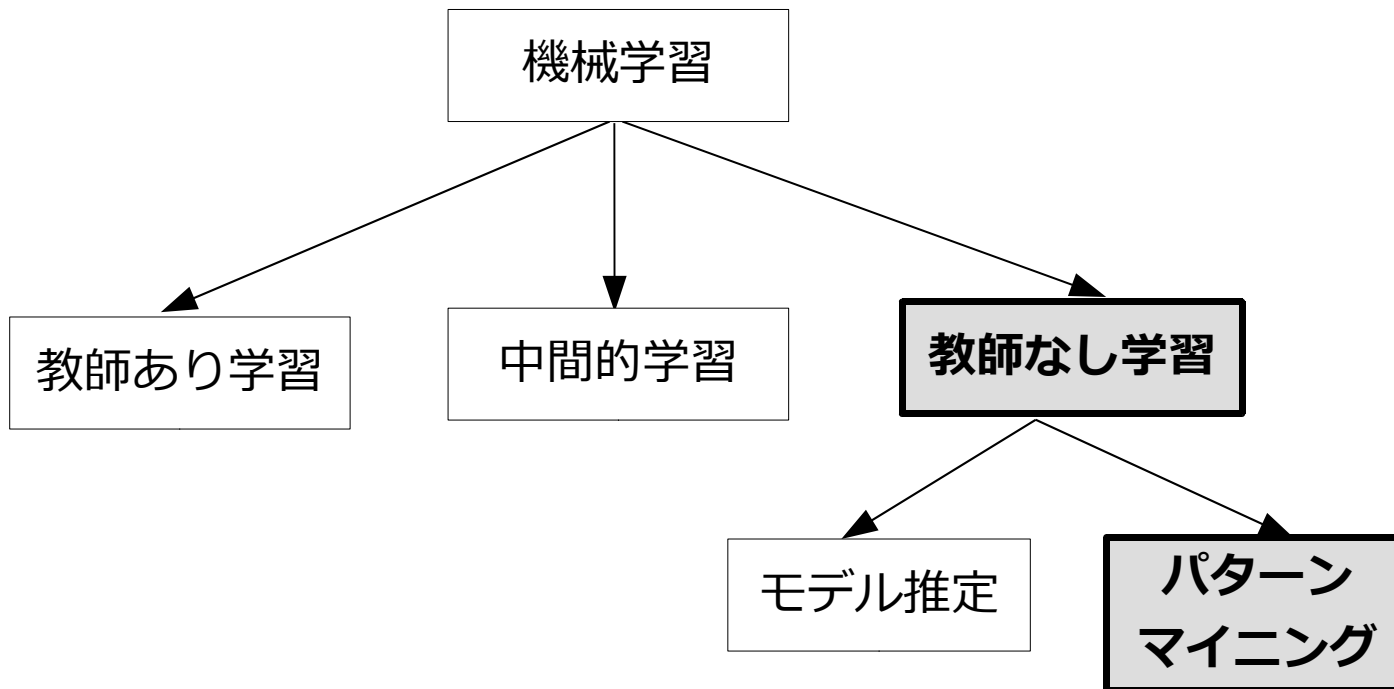 機械学習
教師あり学習
中間的学習
教師なし学習
モデル推定
パターン
マイニング